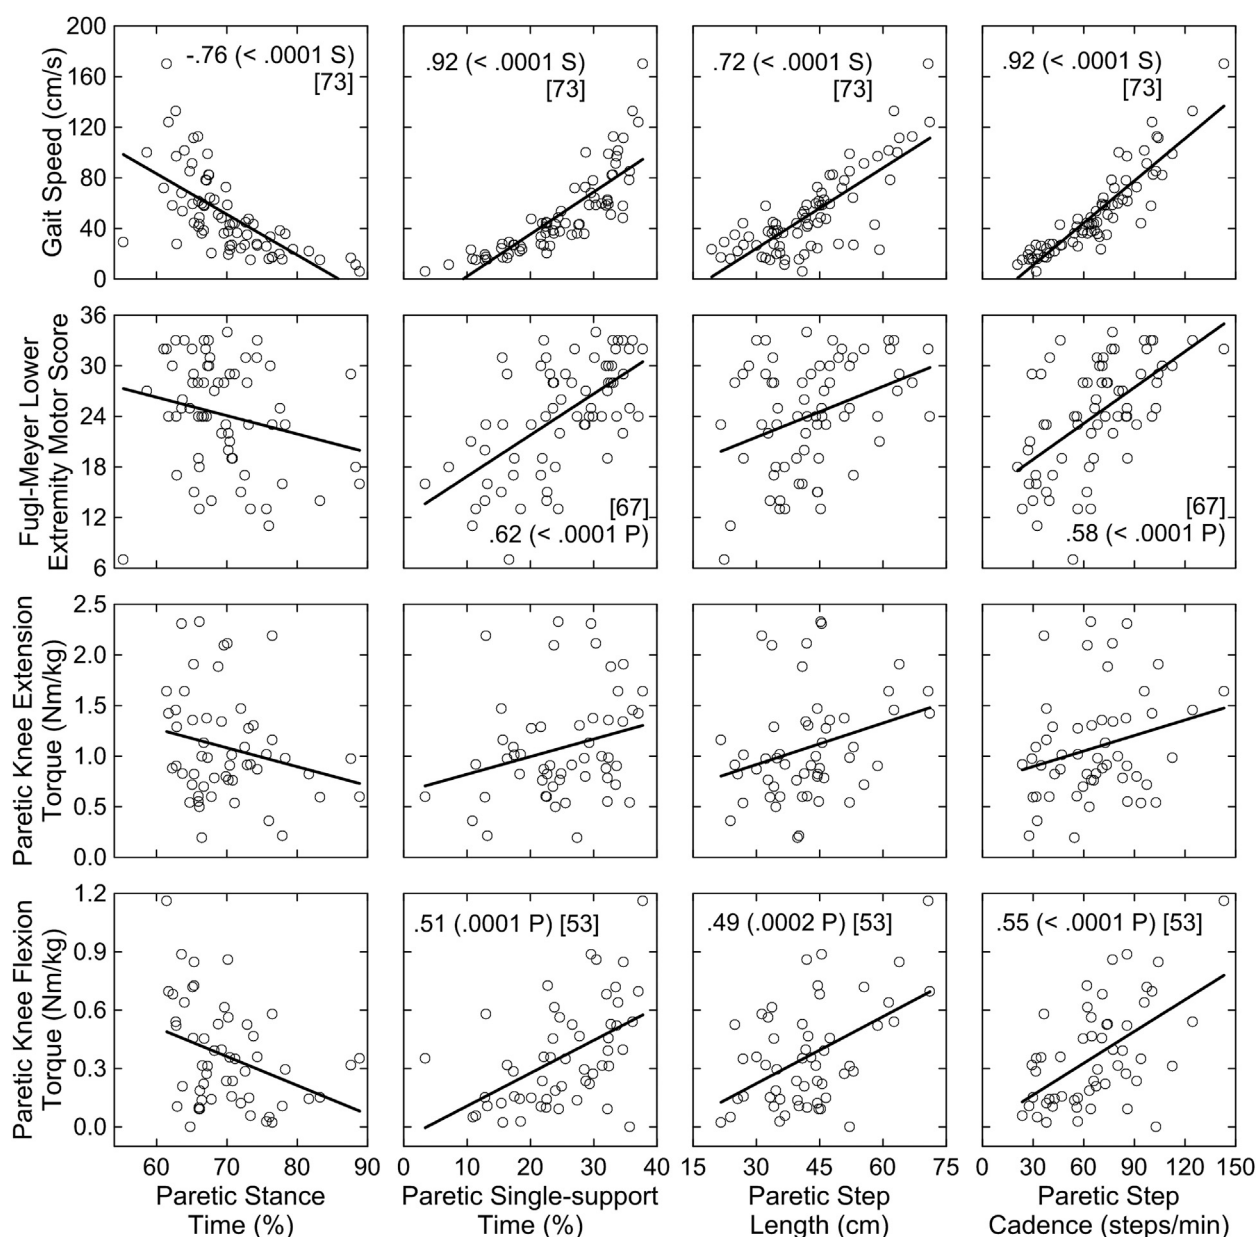 200
160
120
80
40
0
Gait Speed (cm/s)
-.76 (< .0001 S)
[73]
.92 (< .0001 S)
[73]
.72 (< .0001 S)
[73]
.92 (< .0001 S)
[73]
36
30
24
18
12
6
Fugl-Meyer Lower
Extremity Motor Score
[67]
.62 (< .0001 P)
[67]
.58 (< .0001 P)
2.5
2.0
1.5
1.0
0.5
0.0
Paretic Knee Extension
Torque (Nm/kg)
1.2
0.9
0.6
0.3
0.0
Paretic Knee Flexion
Torque (Nm/kg)
.51 (.0001 P) [53]
.49 (.0002 P) [53]
.55 (< .0001 P) [53]
60 70 80 90
0 10 20 30 40
15 30 45 60 75
0 30 60 90 120 150
Paretic Stance
Time (%)
Paretic Single-support
Time (%)
Paretic Step
Length (cm)
Paretic Step
Cadence (steps/min)